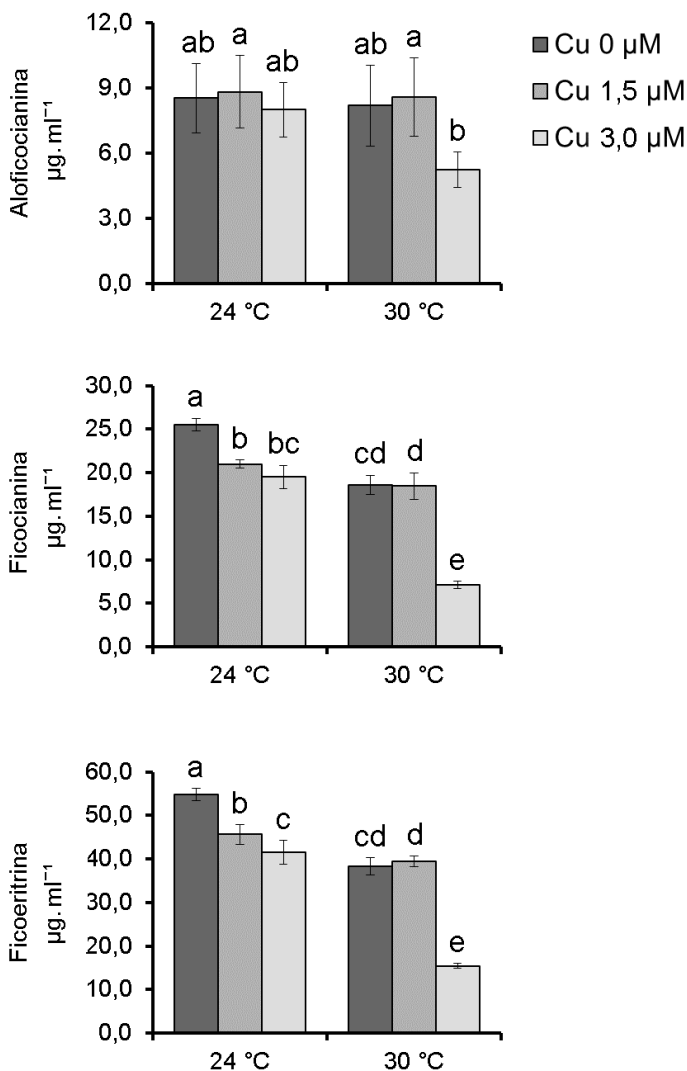 Aloficocianina
µg.ml⁻¹
12,0
9,0
6,0
3,0
0,0
ab a ab ab a b
24 °C 30 °C
Cu 0 µM
Cu 1,5 µM
Cu 3,0 µM
Ficocianina
µg.ml⁻¹
30,0
25,0
20,0
15,0
10,0
5,0
0,0
a b bc cd d e
24 °C 30 °C
Ficoeritrina
µg.ml⁻¹
60,0
50,0
40,0
30,0
20,0
10,0
0,0
a b c cd d e
24 °C 30 °C